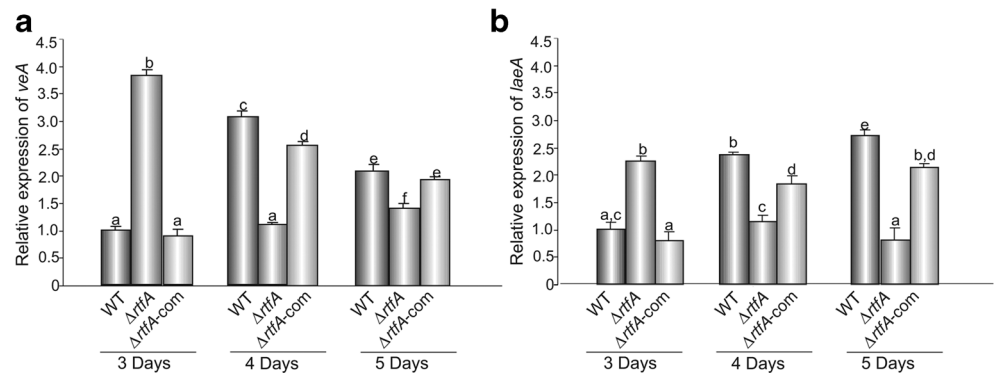 a
Relative expression of veA
4.5
4.0
3.5
3.0
2.5
2.0
1.5
1.0
0.5
0
a
b
a
c
a
d
e
f
e
WT
ΔrtfA
ΔrtfA-com
WT
ΔrtfA
ΔrtfA-com
WT
ΔrtfA
ΔrtfA-com
3 Days
4 Days
5 Days
b
Relative expression of laeA
4.5
4.0
3.5
3.0
2.5
2.0
1.5
1.0
0.5
0
a,c
b
a
b
c
d
e
a
b,d
WT
ΔrtfA
ΔrtfA-com
WT
ΔrtfA
ΔrtfA-com
WT
ΔrtfA
ΔrtfA-com
3 Days
4 Days
5 Days